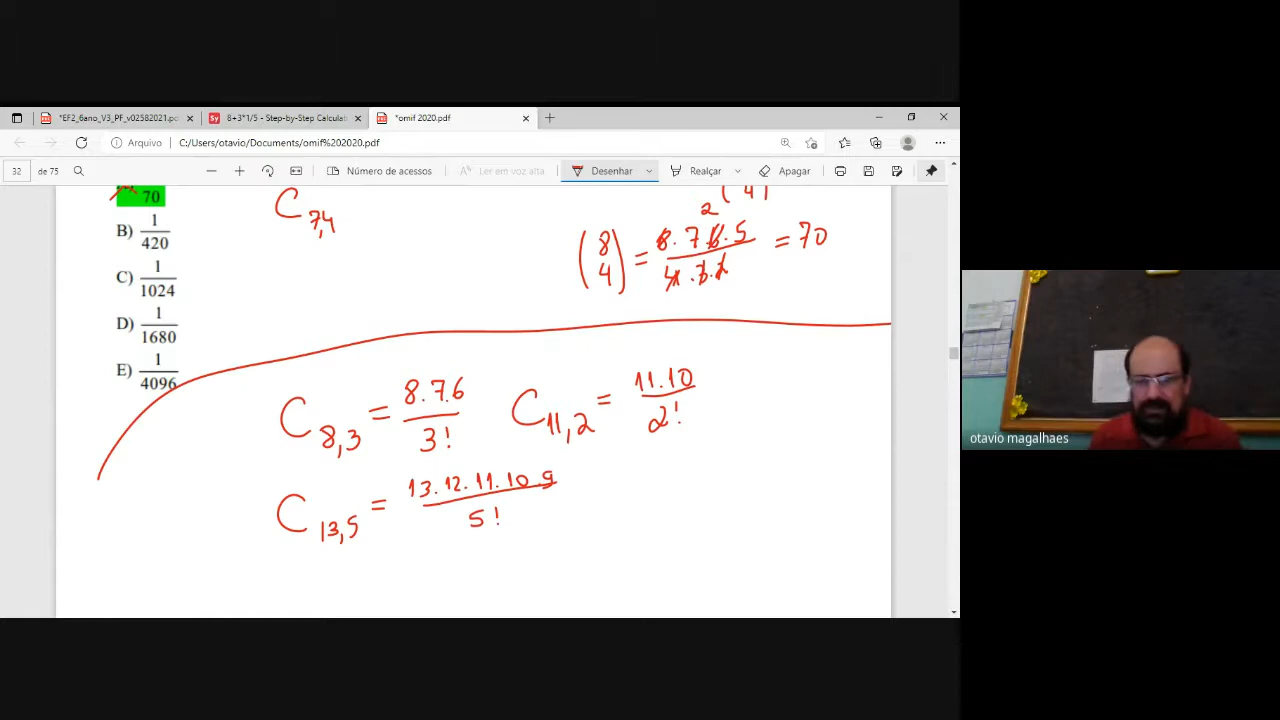 *EF2_6ano_V3_PF_v02582021.po
8+3*1/5 - Step-by-Step Calculat
*omif 2020.pdf
Arquivo | C:/Users/otavio/Documents/omif%202020.pdf
32 de 75
Número de acessos
Ler em voz alta
Desenhar
Realçar
Apagar
70
B) 1/420
C) 1/1024
D) 1/1680
E) 1/4096
C 7,4
(8 4) = 8.7.6.5 / 4.3.2 = 70
2
C 8,3 = 8.7.6 / 3!
C 11,2 = 11.10 / 2!
C 13,5 = 13.12.11.10.9 / 5!
otavio magalhaes